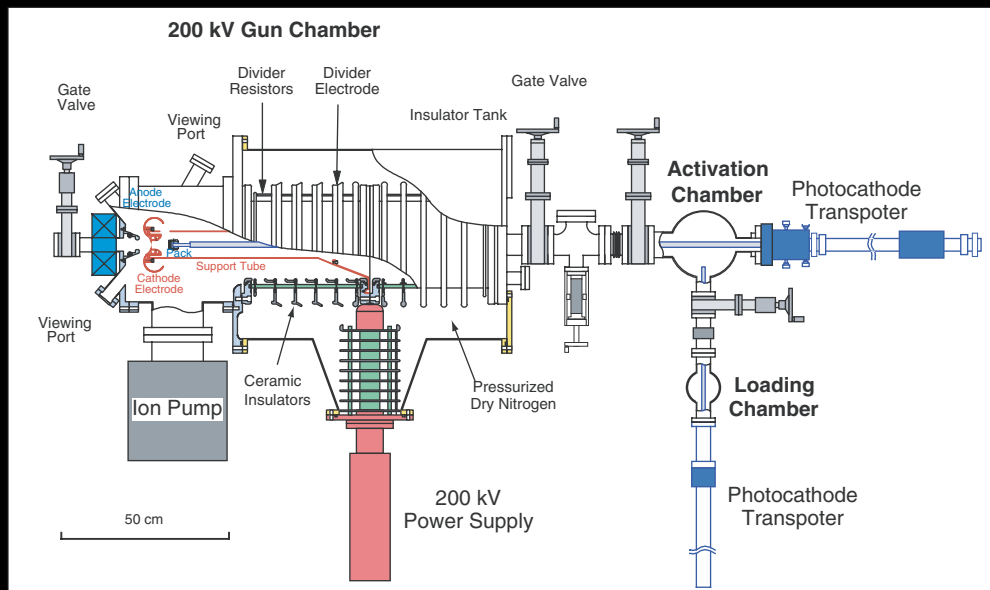 200 kV Gun Chamber
Gate
Valve
Viewing
Port
Divider
Resistors
Divider
Electrode
Insulator Tank
Gate Valve
Activation
Chamber
Photocathode
Transpoter
Anode
Electrode
Pack
Support Tube
Cathode
Electrode
Viewing
Port
Ion Pump
Ceramic
Insulators
Pressurized
Dry Nitrogen
Loading
Chamber
200 kV
Power Supply
Photocathode
Transpoter
50 cm